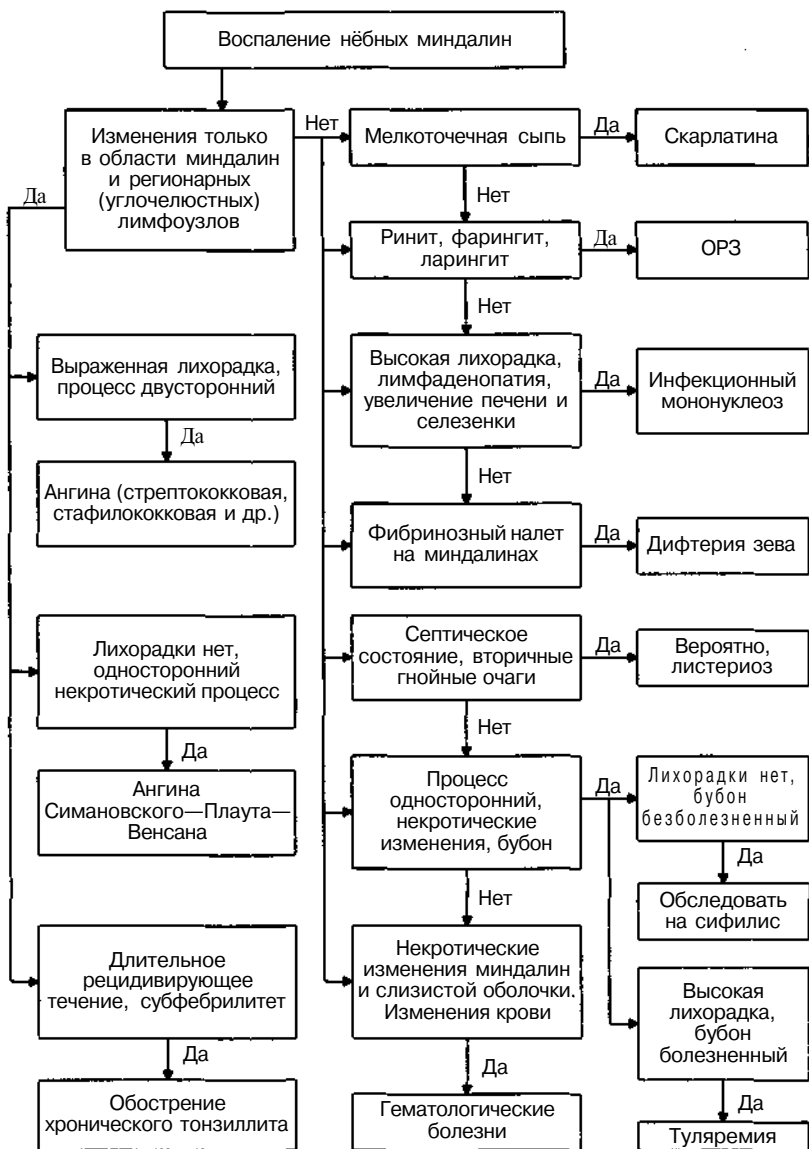 Воспаление нёбных миндалин
Изменения только
в области миндалин
и регионарных
(углочелюстных)
лимфоузлов
Нет
Мелкоточечная сыпь
Да
Скарлатина
Да
Нет
Ринит, фарингит,
ларингит
Да
ОРЗ
Нет
Выраженная лихорадка,
процесс двусторонний
Высокая лихорадка,
лимфаденопатия,
увеличение печени и
селезенки
Да
Инфекционный
мононуклеоз
Да
Нет
Ангина (стрептококковая,
стафилококковая и др.)
Фибринозный налет
на миндалинах
Да
Дифтерия зева
Лихорадки нет,
односторонний
некротический процесс
Септическое
состояние, вторичные
гнойные очаги
Да
Вероятно,
листериоз
Да
Нет
Ангина
Симановского—Плаута—
Венсана
Процесс
односторонний,
некротические
изменения, бубон
Да
Лихорадки нет,
бубон
безболезненный
Да
Нет
Обследовать
на сифилис
Длительное
рецидивирующее
течение, субфебрилитет
Некротические
изменения миндалин
и слизистой оболочки.
Изменения крови
Высокая
лихорадка,
бубон
болезненный
Да
Да
Да
Обострение
хронического тонзиллита
Гематологические
болезни
Туляремия